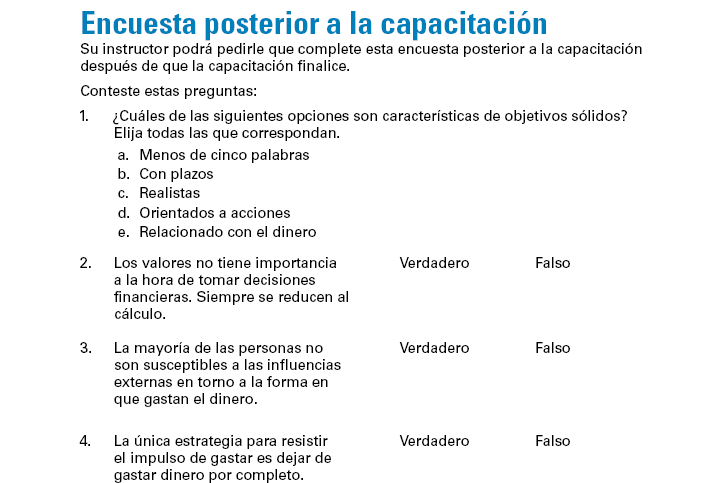 Encuesta posterior a la capacitación
Su instructor podrá pedirle que complete esta encuesta posterior a la capacitación
después de que la capacitación finalice.
Conteste estas preguntas:
1. ¿Cuáles de las siguientes opciones son características de objetivos sólidos?
Elija todas las que correspondan.
a. Menos de cinco palabras
b. Con plazos
c. Realistas
d. Orientados a acciones
e. Relacionado con el dinero
2. Los valores no tiene importancia Verdadero Falso
a la hora de tomar decisiones
financieras. Siempre se reducen al
cálculo.
3. La mayoría de las personas no Verdadero Falso
son susceptibles a las influencias
externas en torno a la forma en
que gastan el dinero.
4. La única estrategia para resistir Verdadero Falso
el impulso de gastar es dejar de
gastar dinero por completo.